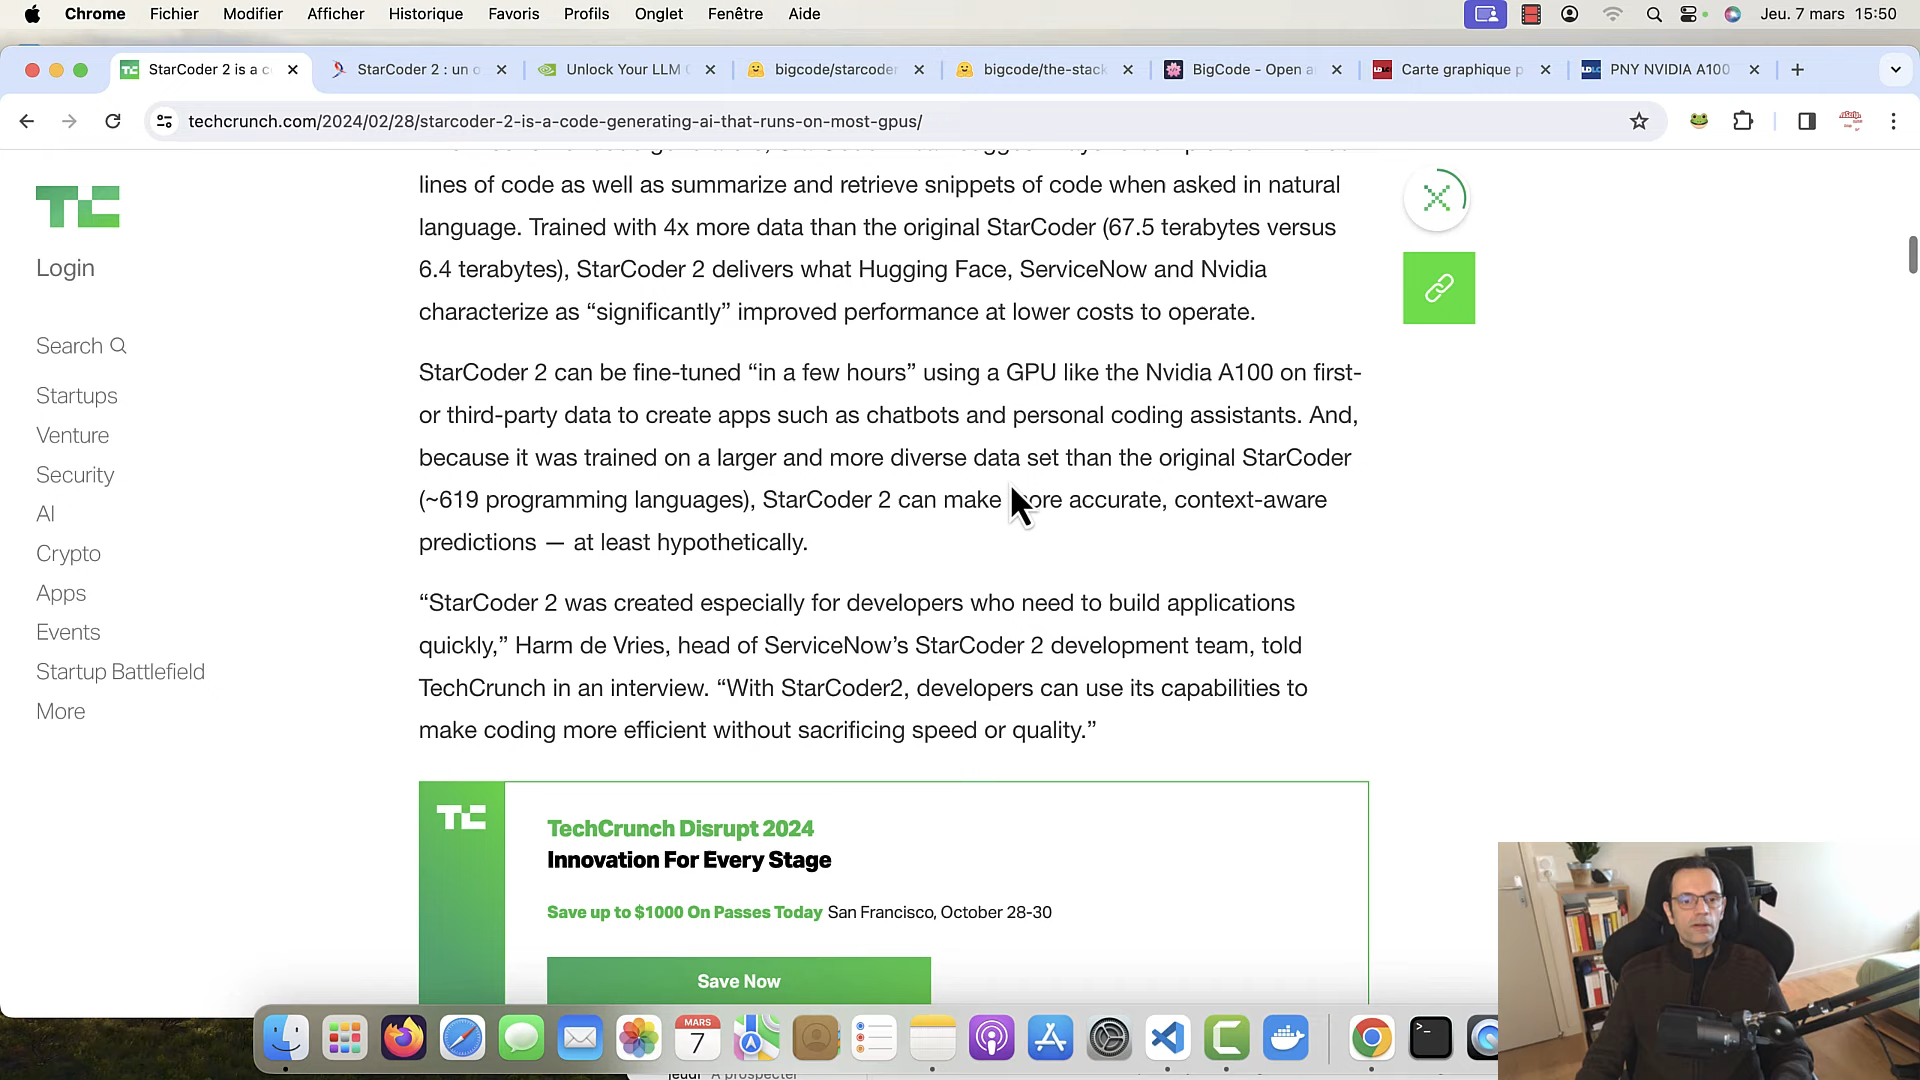 Chrome Fichier Modifier Afficher Historique Favoris Profils Onglet Fenêtre Aide Jeu. 7 mars 15:50
StarCoder 2 is a c StarCoder 2 : un o Unlock Your LLM bigcode/starcoder bigcode/the-stack BigCode - Open a Carte graphique p PNY NVIDIA A100
techcrunch.com/2024/02/28/starcoder-2-is-a-code-generating-ai-that-runs-on-most-gpus/
TC
Login
Search
Startups
Venture
Security
AI
Crypto
Apps
Events
Startup Battlefield
More
lines of code as well as summarize and retrieve snippets of code when asked in natural
language. Trained with 4x more data than the original StarCoder (67.5 terabytes versus
6.4 terabytes), StarCoder 2 delivers what Hugging Face, ServiceNow and Nvidia
characterize as “significantly” improved performance at lower costs to operate.
StarCoder 2 can be fine-tuned “in a few hours” using a GPU like the Nvidia A100 on first-
or third-party data to create apps such as chatbots and personal coding assistants. And,
because it was trained on a larger and more diverse data set than the original StarCoder
(~619 programming languages), StarCoder 2 can make more accurate, context-aware
predictions — at least hypothetically.
“StarCoder 2 was created especially for developers who need to build applications
quickly,” Harm de Vries, head of ServiceNow’s StarCoder 2 development team, told
TechCrunch in an interview. “With StarCoder2, developers can use its capabilities to
make coding more efficient without sacrificing speed or quality.”
TC
TechCrunch Disrupt 2024
Innovation For Every Stage
Save up to $1000 On Passes Today San Francisco, October 28-30
Save Now
MARS
7
jeudi A prospecter